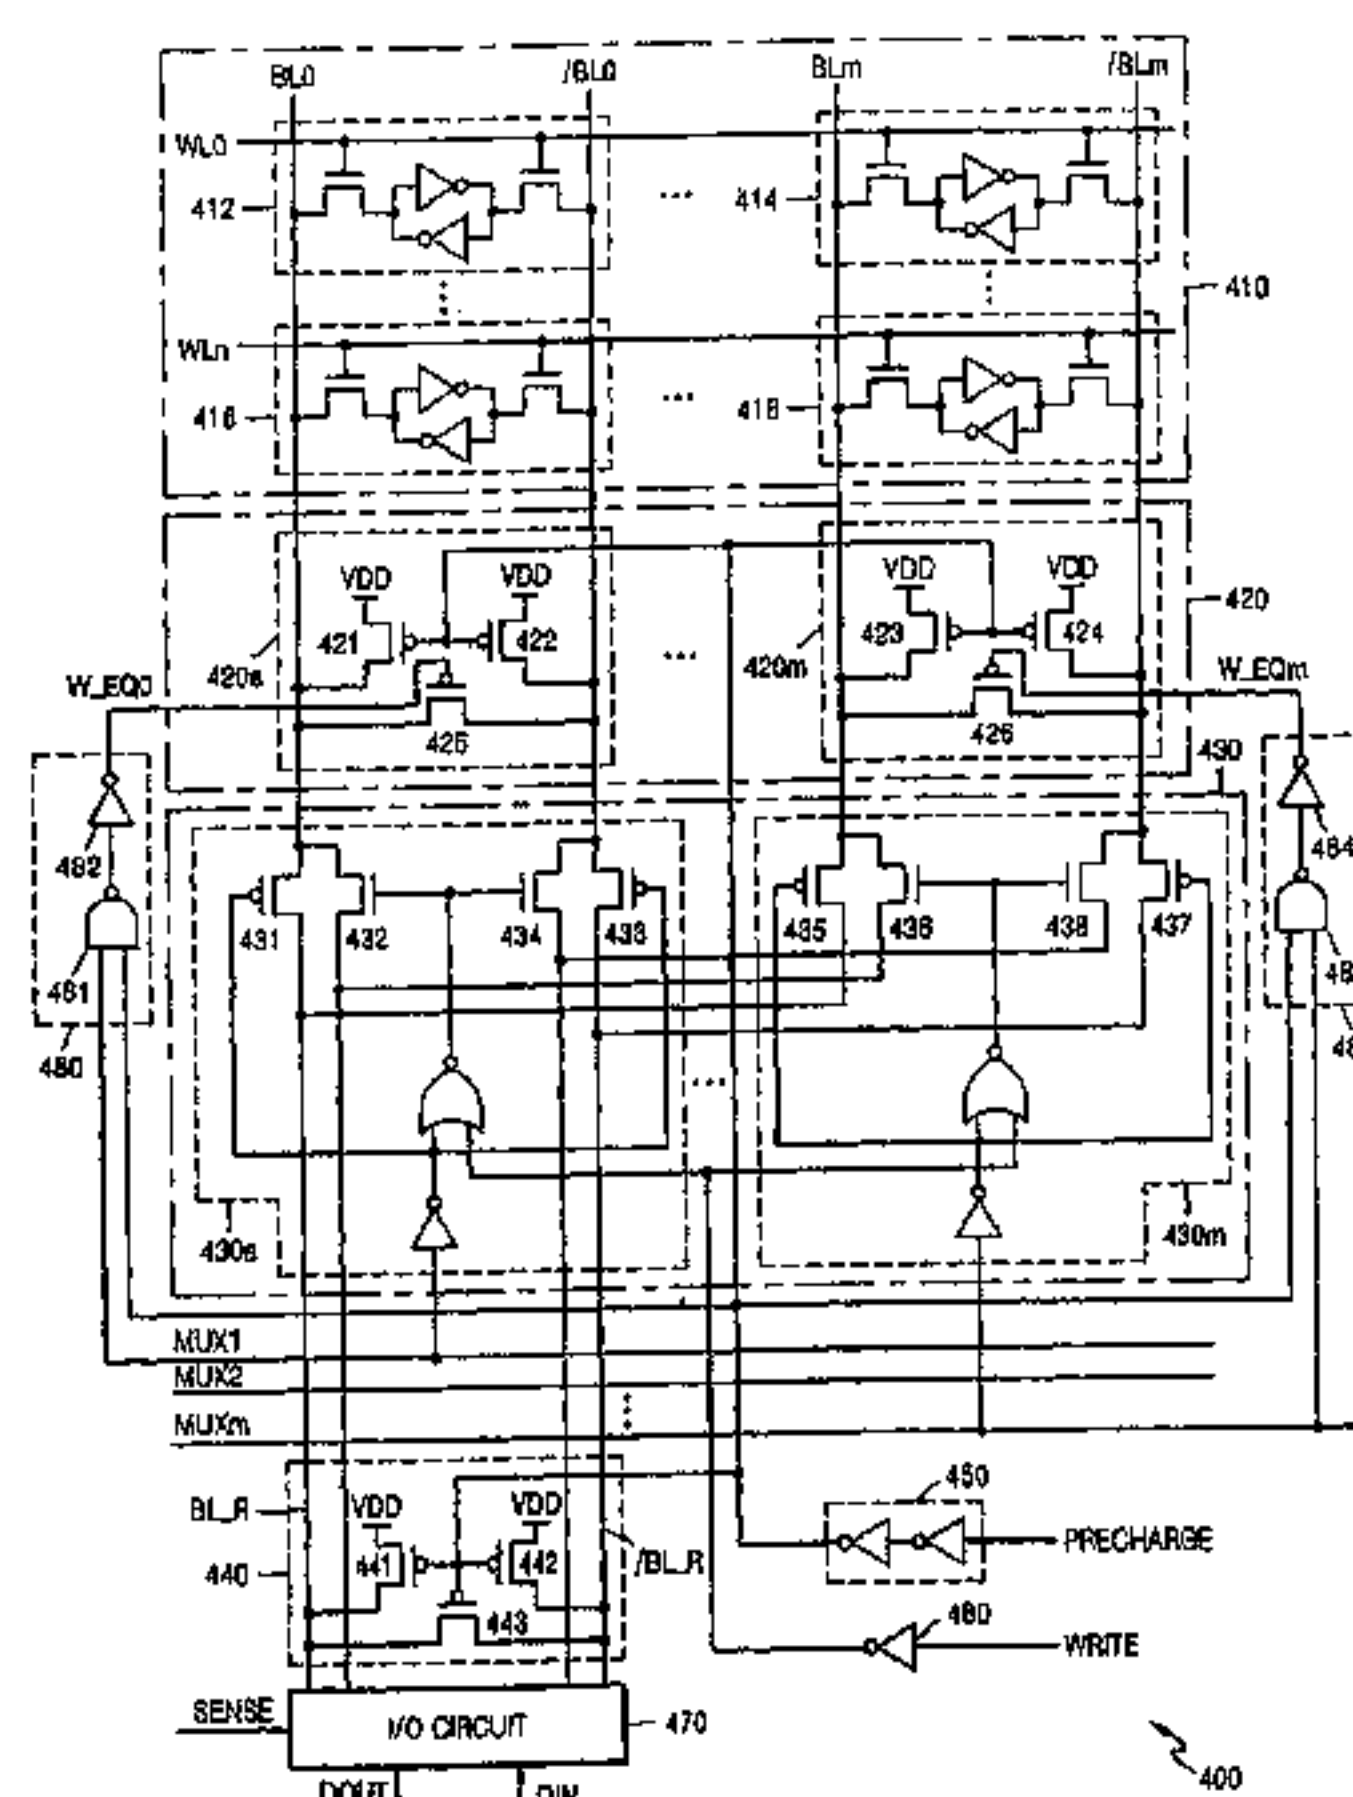 BL0 /BL0 BLm /BLm
WL0
412 ... 414
410
WLn
416 ... 418
VDD VDD VDD VDD
421 422 423 424
420
420a ... 420m
W_EQ0 W_EQm
425 426
430
482 484
431 432 434 433 435 436 438 437
481
480
...
430a 430m
MUX1
MUX2
MUXm
450
BL_R VDD VDD
PRECHARGE
441 442 /BL_R
440
443 460
WRITE
SENSE
I/O CIRCUIT 470
DOUT DIN
400